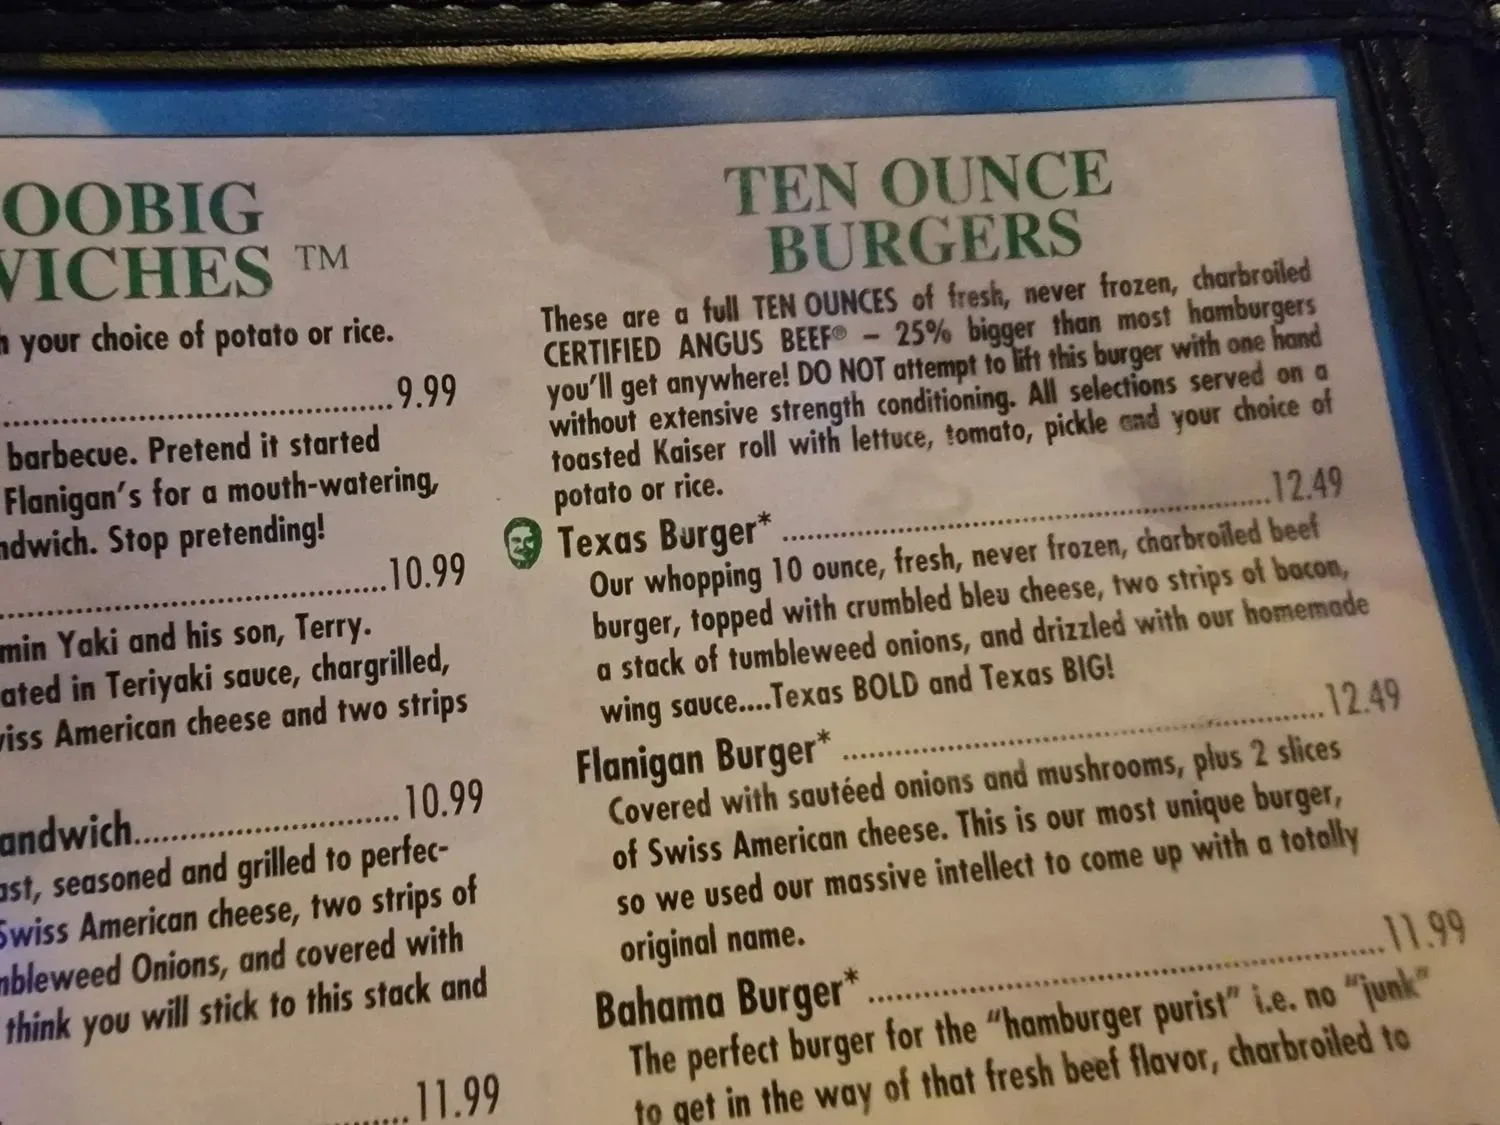 OOBIG
WICHES ™
your choice of potato or rice.
9.99
barbecue. Pretend it started
Flanigan's for a mouth-watering,
ndwich. Stop pretending!
10.99
min Yaki and his son, Terry.
ated in Teriyaki sauce, chargrilled,
wiss American cheese and two strips
andwich 10.99
ast, seasoned and grilled to perfec-
Swiss American cheese, two strips of
mbleweed Onions, and covered with
think you will stick to this stack and
11.99
TEN OUNCE
BURGERS
These are a full TEN OUNCES of fresh, never frozen, charbroiled
CERTIFIED ANGUS BEEF® – 25% bigger than most hamburgers
you'll get anywhere! DO NOT attempt to lift this burger with one hand
without extensive strength conditioning. All selections served on a
toasted Kaiser roll with lettuce, tomato, pickle and your choice of
potato or rice.
Texas Burger* 12.49
Our whopping 10 ounce, fresh, never frozen, charbroiled beef
burger, topped with crumbled bleu cheese, two strips of bacon,
a stack of tumbleweed onions, and drizzled with our homemade
wing sauce....Texas BOLD and Texas BIG!
Flanigan Burger* 12.49
Covered with sautéed onions and mushrooms, plus 2 slices
of Swiss American cheese. This is our most unique burger,
so we used our massive intellect to come up with a totally
original name.
Bahama Burger* 11.99
The perfect burger for the "hamburger purist" i.e. no "junk"
to get in the way of that fresh beef flavor, charbroiled to